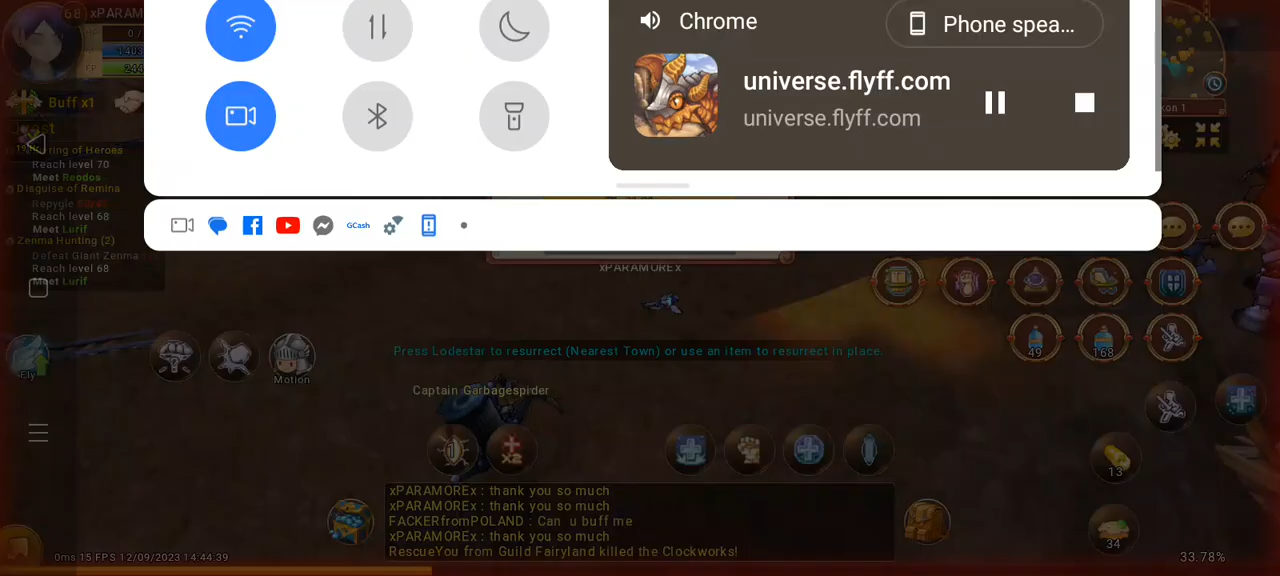 68 xPARAM
0 /
Chrome
Phone spea...
universe.flyff.com
universe.flyff.com
Buff x1
Reach level 70
Meet Reodos
Disguise of Remina
Repygle
Reach level 68
Meet Lurif
Zenma Hunting (2)
Defeat Giant Zenma
Reach level 68
Meet Lurif
GCash
xPARAMOREx
49
168
Press Lodestar to resurrect (Nearest Town) or use an item to resurrect in place.
Fly
Motion
Captain Garbagespider
x2
13
xPARAMOREx : thank you so much
xPARAMOREx : thank you so much
FACKERfromPOLAND : Can u buff me
xPARAMOREx : thank you so much
RescueYou from Guild Fairyland killed the Clockworks!
34
0ms 15 FPS 12/09/2023 14:44:39
33.78%